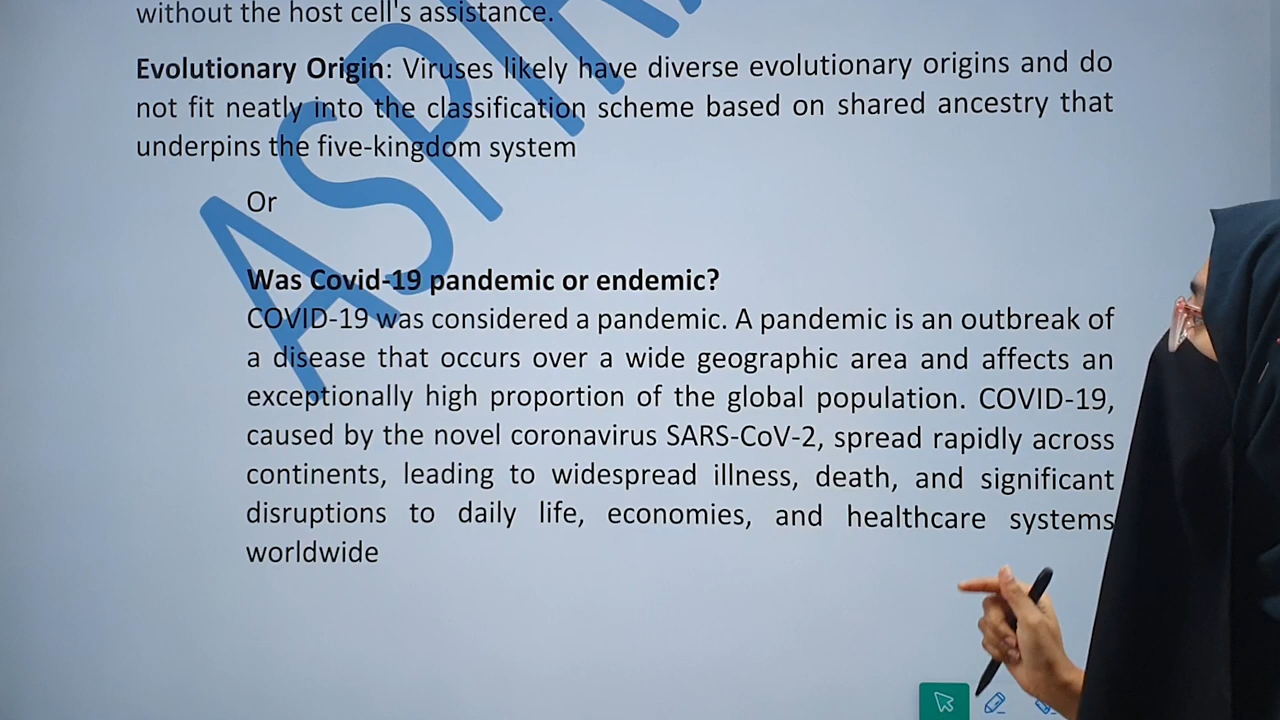 without the host cell's assistance.
Evolutionary Origin: Viruses likely have diverse evolutionary origins and do
not fit neatly into the classification scheme based on shared ancestry that
underpins the five-kingdom system
Or
Was Covid-19 pandemic or endemic?
COVID-19 was considered a pandemic. A pandemic is an outbreak of
a disease that occurs over a wide geographic area and affects an
exceptionally high proportion of the global population. COVID-19,
caused by the novel coronavirus SARS-CoV-2, spread rapidly across
continents, leading to widespread illness, death, and significant
disruptions to daily life, economies, and healthcare systems
worldwide